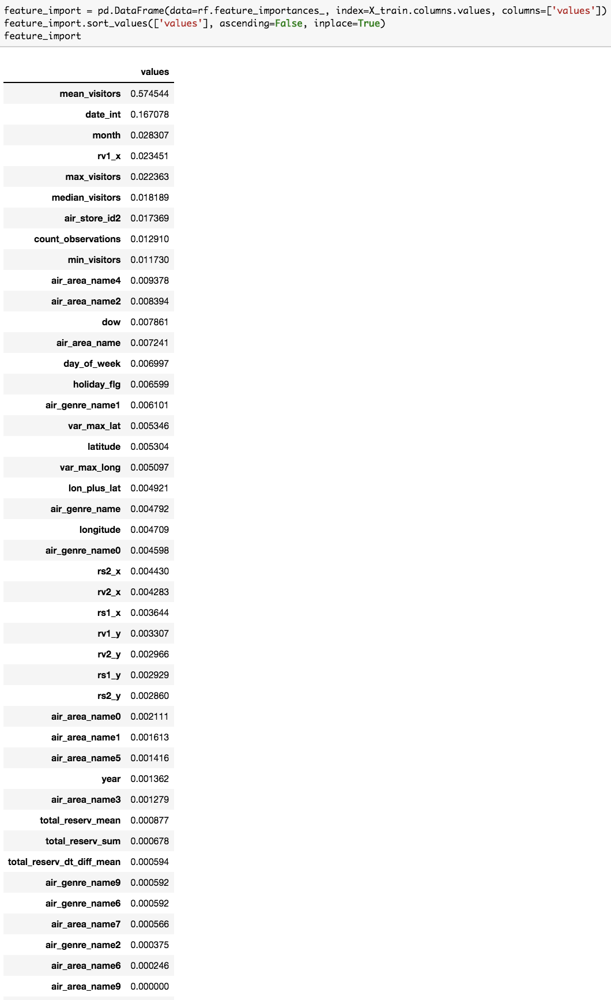 feature_import = pd.DataFrame(data=rf.feature_importances_, index=X_train.columns.values, columns=['values'])
feature_import.sort_values(['values'], ascending=False, inplace=True)
feature_import
values
mean_visitors 0.574544
date_int 0.167078
month 0.028307
rv1_x 0.023451
max_visitors 0.022363
median_visitors 0.018189
air_store_id2 0.017369
count_observations 0.012910
min_visitors 0.011730
air_area_name4 0.009378
air_area_name2 0.008394
dow 0.007861
air_area_name 0.007241
day_of_week 0.006997
holiday_flg 0.006599
air_genre_name1 0.006101
var_max_lat 0.005346
latitude 0.005304
var_max_long 0.005097
lon_plus_lat 0.004921
air_genre_name 0.004792
longitude 0.004709
air_genre_name0 0.004598
rs2_x 0.004430
rv2_x 0.004283
rs1_x 0.003644
rv1_y 0.003307
rv2_y 0.002966
rs1_y 0.002929
rs2_y 0.002860
air_area_name0 0.002111
air_area_name1 0.001613
air_area_name5 0.001416
year 0.001362
air_area_name3 0.001279
total_reserv_mean 0.000877
total_reserv_sum 0.000678
total_reserv_dt_diff_mean 0.000594
air_genre_name9 0.000592
air_genre_name6 0.000592
air_area_name7 0.000566
air_genre_name2 0.000375
air_area_name6 0.000246
air_area_name9 0.000000